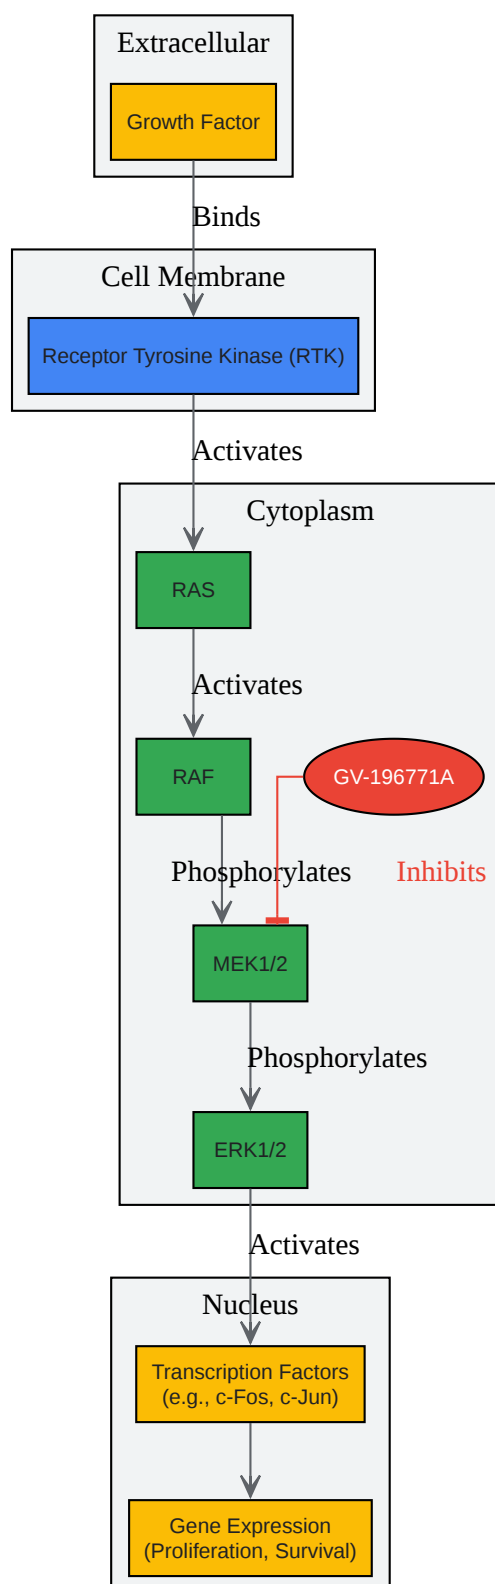 Extracellular
Growth Factor
Binds
Cell Membrane
Receptor Tyrosine Kinase (RTK)
Activates
Cytoplasm
RAS
Activates
RAF
GV-196771A
Phosphorylates
Inhibits
MEK1/2
Phosphorylates
ERK1/2
Activates
Nucleus
Transcription Factors
(e.g., c-Fos, c-Jun)
Gene Expression
(Proliferation, Survival)